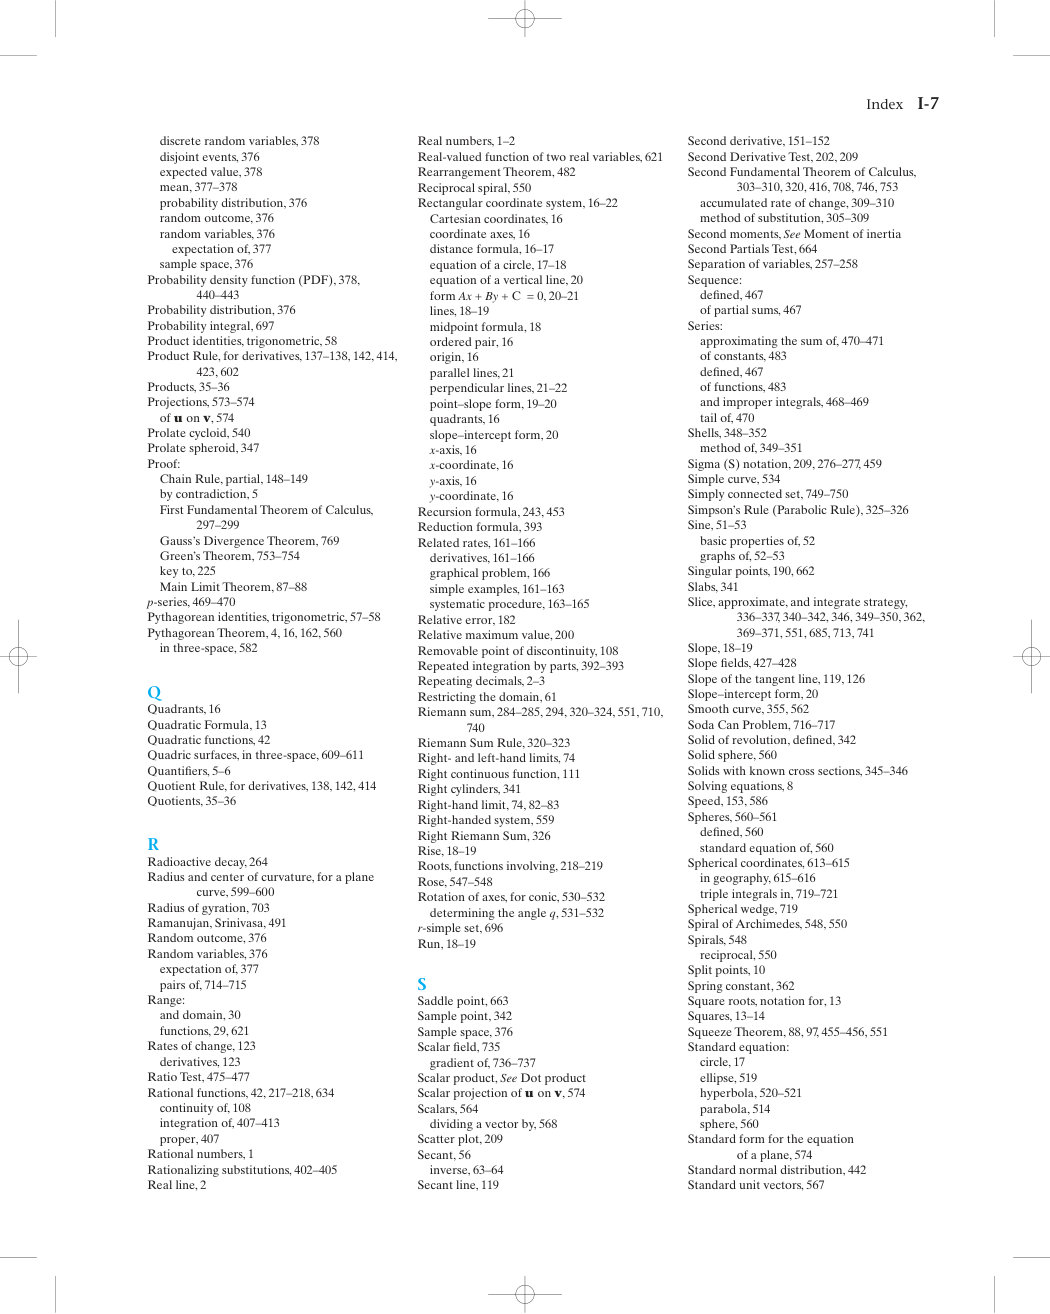 Index I-7
discrete random variables, 378
disjoint events, 376
expected value, 378
mean, 377–378
probability distribution, 376
random outcome, 376
random variables, 376
expectation of, 377
sample space, 376
Probability density function (PDF), 378,
440–443
Probability distribution, 376
Probability integral, 697
Product identities, trigonometric, 58
Product Rule, for derivatives, 137–138, 142, 414,
423, 602
Products, 35–36
Projections, 573–574
of u on v, 574
Prolate cycloid, 540
Prolate spheroid, 347
Proof:
Chain Rule, partial, 148–149
by contradiction, 5
First Fundamental Theorem of Calculus,
297–299
Gauss's Divergence Theorem, 769
Green's Theorem, 753–754
key to, 225
Main Limit Theorem, 87–88
p-series, 469–470
Pythagorean identities, trigonometric, 57–58
Pythagorean Theorem, 4, 16, 162, 560
in three-space, 582
Q
Quadrants, 16
Quadratic Formula, 13
Quadratic functions, 42
Quadric surfaces, in three-space, 609–611
Quantifiers, 5–6
Quotient Rule, for derivatives, 138, 142, 414
Quotients, 35–36
R
Radioactive decay, 264
Radius and center of curvature, for a plane
curve, 599–600
Radius of gyration, 703
Ramanujan, Srinivasa, 491
Random outcome, 376
Random variables, 376
expectation of, 377
pairs of, 714–715
Range:
and domain, 30
functions, 29, 621
Rates of change, 123
derivatives, 123
Ratio Test, 475–477
Rational functions, 42, 217–218, 634
continuity of, 108
integration of, 407–413
proper, 407
Rational numbers, 1
Rationalizing substitutions, 402–405
Real line, 2
Real numbers, 1–2
Real-valued function of two real variables, 621
Rearrangement Theorem, 482
Reciprocal spiral, 550
Rectangular coordinate system, 16–22
Cartesian coordinates, 16
coordinate axes, 16
distance formula, 16–17
equation of a circle, 17–18
equation of a vertical line, 20
form Ax + By + C = 0, 20–21
lines, 18–19
midpoint formula, 18
ordered pair, 16
origin, 16
parallel lines, 21
perpendicular lines, 21–22
point–slope form, 19–20
quadrants, 16
slope–intercept form, 20
x-axis, 16
x-coordinate, 16
y-axis, 16
y-coordinate, 16
Recursion formula, 243, 453
Reduction formula, 393
Related rates, 161–166
derivatives, 161–166
graphical problem, 166
simple examples, 161–163
systematic procedure, 163–165
Relative error, 182
Relative maximum value, 200
Removable point of discontinuity, 108
Repeated integration by parts, 392–393
Repeating decimals, 2–3
Restricting the domain, 61
Riemann sum, 284–285, 294, 320–324, 551, 710,
740
Riemann Sum Rule, 320–323
Right- and left-hand limits, 74
Right continuous function, 111
Right cylinders, 341
Right-hand limit, 74, 82–83
Right-handed system, 559
Right Riemann Sum, 326
Rise, 18–19
Roots, functions involving, 218–219
Rose, 547–548
Rotation of axes, for conic, 530–532
determining the angle q, 531–532
r-simple set, 696
Run, 18–19
S
Saddle point, 663
Sample point, 342
Sample space, 376
Scalar field, 735
gradient of, 736–737
Scalar product, See Dot product
Scalar projection of u on v, 574
Scalars, 564
dividing a vector by, 568
Scatter plot, 209
Secant, 56
inverse, 63–64
Secant line, 119
Second derivative, 151–152
Second Derivative Test, 202, 209
Second Fundamental Theorem of Calculus,
303–310, 320, 416, 708, 746, 753
accumulated rate of change, 309–310
method of substitution, 305–309
Second moments, See Moment of inertia
Second Partials Test, 664
Separation of variables, 257–258
Sequence:
defined, 467
of partial sums, 467
Series:
approximating the sum of, 470–471
of constants, 483
defined, 467
of functions, 483
and improper integrals, 468–469
tail of, 470
Shells, 348–352
method of, 349–351
Sigma (S) notation, 209, 276–277, 459
Simple curve, 534
Simply connected set, 749–750
Simpson's Rule (Parabolic Rule), 325–326
Sine, 51–53
basic properties of, 52
graphs of, 52–53
Singular points, 190, 662
Slabs, 341
Slice, approximate, and integrate strategy,
336–337, 340–342, 346, 349–350, 362,
369–371, 551, 685, 713, 741
Slope, 18–19
Slope fields, 427–428
Slope of the tangent line, 119, 126
Slope–intercept form, 20
Smooth curve, 355, 562
Soda Can Problem, 716–717
Solid of revolution, defined, 342
Solid sphere, 560
Solids with known cross sections, 345–346
Solving equations, 8
Speed, 153, 586
Spheres, 560–561
defined, 560
standard equation of, 560
Spherical coordinates, 613–615
in geography, 615–616
triple integrals in, 719–721
Spherical wedge, 719
Spiral of Archimedes, 548, 550
Spirals, 548
reciprocal, 550
Split points, 10
Spring constant, 362
Square roots, notation for, 13
Squares, 13–14
Squeeze Theorem, 88, 97, 455–456, 551
Standard equation:
circle, 17
ellipse, 519
hyperbola, 520–521
parabola, 514
sphere, 560
Standard form for the equation
of a plane, 574
Standard normal distribution, 442
Standard unit vectors, 567